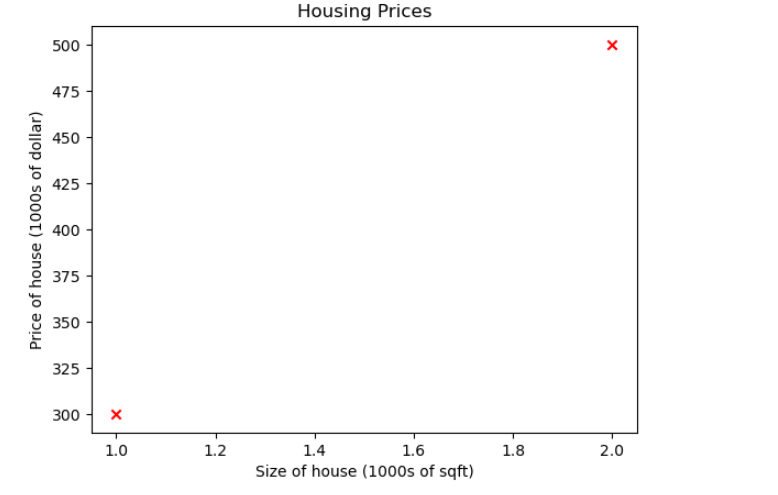 Housing Prices
Price of house (1000s of dollar)
500
475
450
425
400
375
350
325
300
1.0 1.2 1.4 1.6 1.8 2.0
Size of house (1000s of sqft)